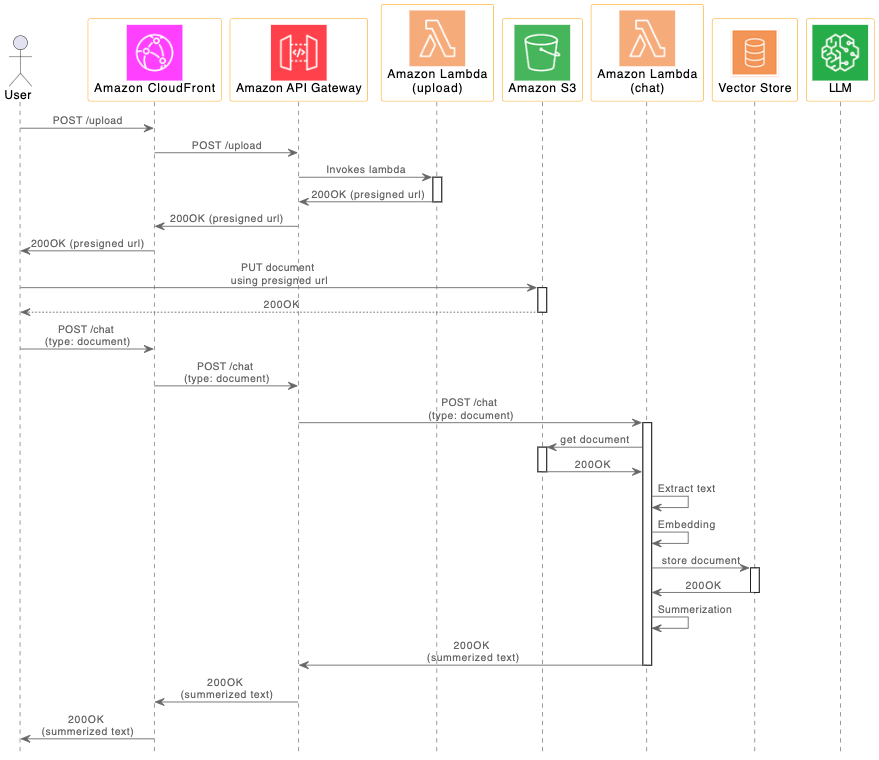 User
Amazon CloudFront
Amazon API Gateway
Amazon Lambda
(upload)
Amazon S3
Amazon Lambda
(chat)
Vector Store
LLM
POST /upload
POST /upload
Invokes lambda
200OK (presigned url)
200OK (presigned url)
200OK (presigned url)
PUT document
using presigned url
200OK
POST /chat
(type: document)
POST /chat
(type: document)
POST /chat
(type: document)
get document
200OK
Extract text
Embedding
store document
200OK
Summerization
200OK
(summerized text)
200OK
(summerized text)
200OK
(summerized text)